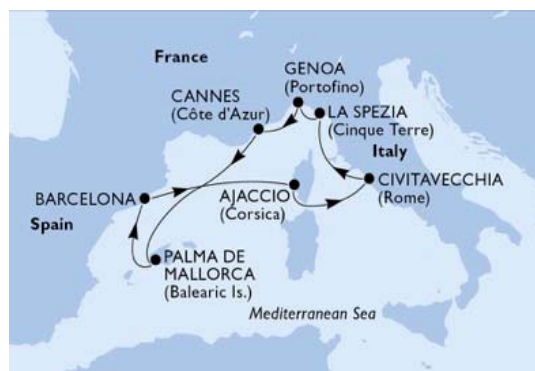 France
GENOA
(Portofino)
CANNES
(Côte d'Azur)
LA SPEZIA
(Cinque Terre)
Italy
BARCELONA
AJACCIO
(Corsica)
CIVITAVECCHIA
(Rome)
Spain
PALMA DE
MALLORCA
(Balearic Is.)
Mediterranean Sea